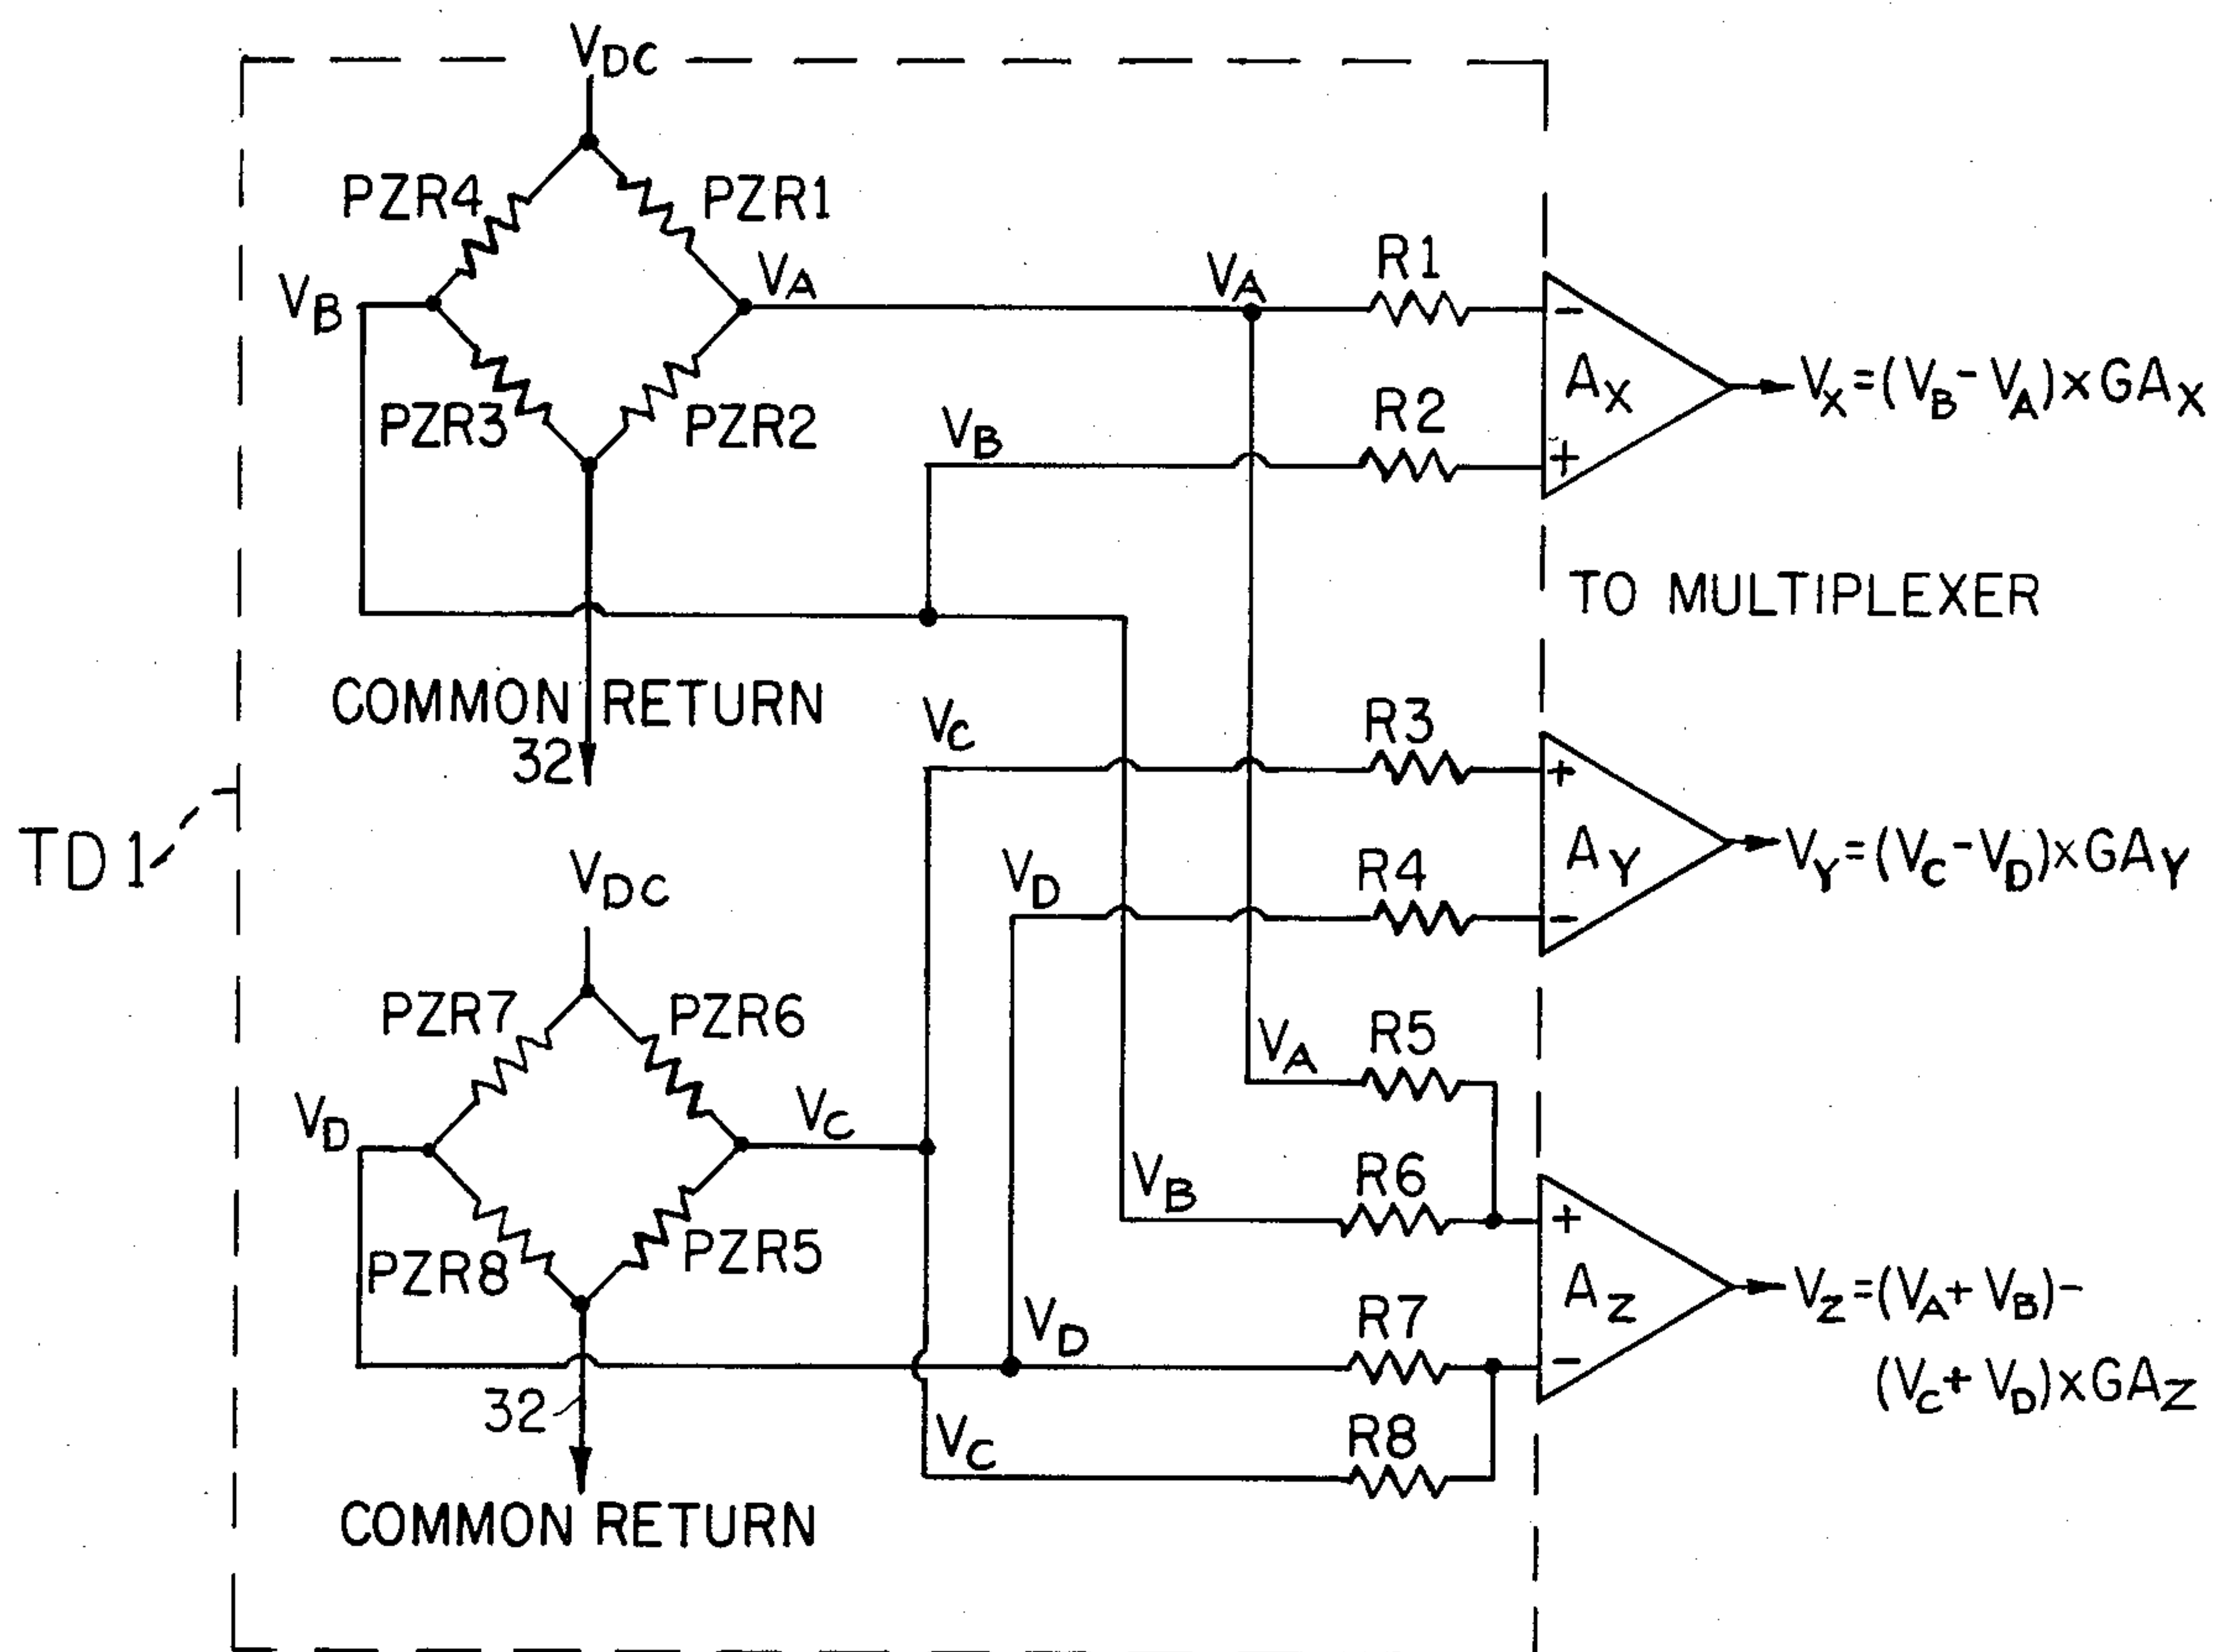 VDC
PZR4
PZR1
VB
VA
VA
R1
-
AX
VX=(VB-VA)xGAX
PZR3
PZR2
VB
R2
+
TO MULTIPLEXER
COMMON RETURN
32
VC
R3
+
TD1
AY
VY=(VC-VD)xGAY
VDC
VD
R4
-
PZR7
PZR6
VA
R5
VD
VC
VB
R6
+
PZR8
PZR5
AZ
VZ=(VA+VB)-
(VC+VD)xGAZ
VD
R7
-
32
VC
R8
COMMON RETURN